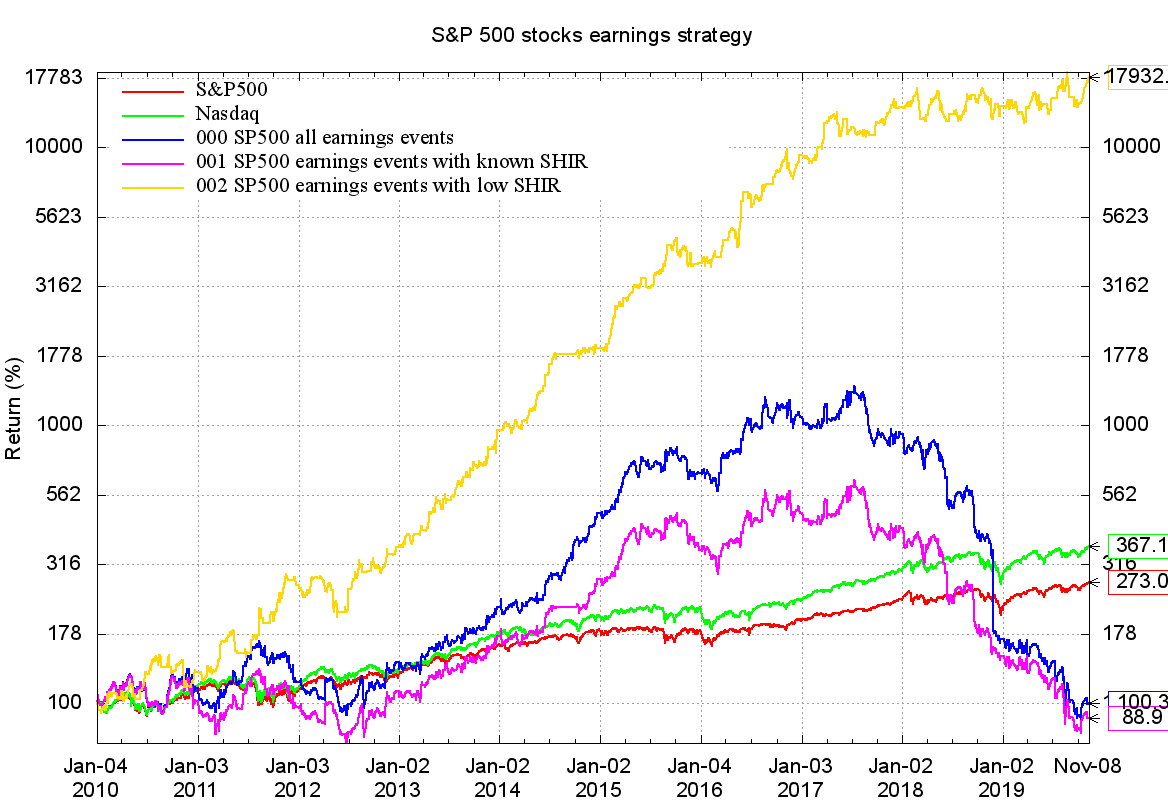 S&P 500 stocks earnings strategy
S&P500
Nasdaq
000 SP500 all earnings events
001 SP500 earnings events with known SHIR
002 SP500 earnings events with low SHIR
Return (%)
17783
10000
5623
3162
1778
1000
562
316
178
100
17932.
10000
5623
3162
1778
1000
562
367.1
316
273.0
178
100.3
88.9
Jan-04 Jan-03 Jan-03 Jan-02 Jan-02 Jan-02 Jan-04 Jan-03 Jan-02 Jan-02 Nov-08
2010 2011 2012 2013 2014 2015 2016 2017 2018 2019